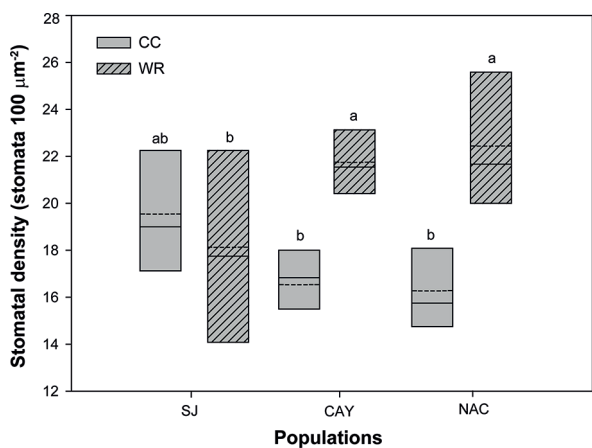 28
26
24
22
20
18
16
14
12
Stomatal density (stomata 100 µm-2)
CC
WR
ab
b
b
a
b
a
SJ
CAY
NAC
Populations